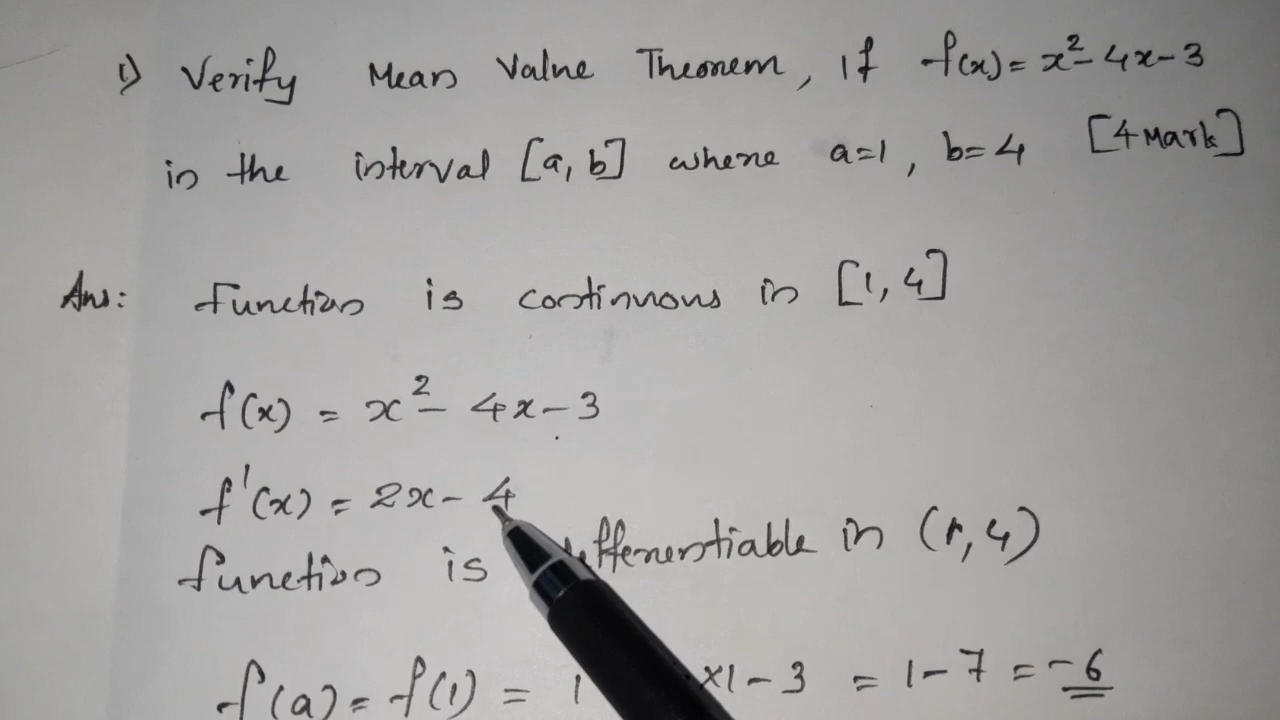 1) Verify Mean Value Theorem, if f(x) = x² - 4x - 3
in the interval [a, b] where a=1, b=4 [4 Mark]
Ans: Function is continuous in [1, 4]
f(x) = x² - 4x - 3
f'(x) = 2x - 4
function is differentiable in (1, 4)
f(a) = f(1) = 1 x1 - 3 = 1 - 7 = -6